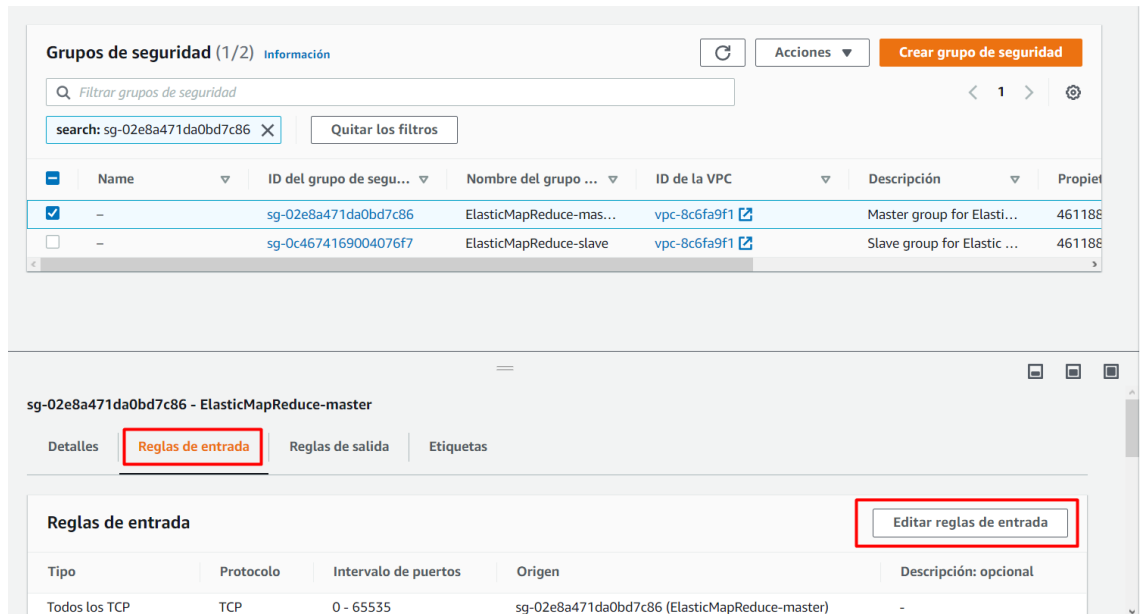 Grupos de seguridad (1/2) Información
Acciones
Crear grupo de seguridad
Filtrar grupos de seguridad
1
search: sg-02e8a471da0bd7c86
Quitar los filtros
Name ID del grupo de segu... Nombre del grupo ... ID de la VPC Descripción Propiet
– sg-02e8a471da0bd7c86 ElasticMapReduce-mas... vpc-8c6fa9f1 Master group for Elasti... 461188
– sg-0c4674169004076f7 ElasticMapReduce-slave vpc-8c6fa9f1 Slave group for Elastic ... 461188
sg-02e8a471da0bd7c86 - ElasticMapReduce-master
Detalles Reglas de entrada Reglas de salida Etiquetas
Reglas de entrada
Editar reglas de entrada
Tipo Protocolo Intervalo de puertos Origen Descripción: opcional
Todos los TCP TCP 0 - 65535 sg-02e8a471da0bd7c86 (ElasticMapReduce-master) -